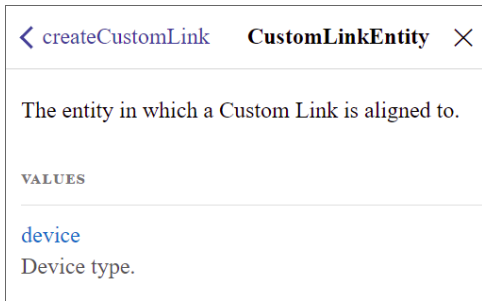 createCustomLink CustomLinkEntity
The entity in which a Custom Link is aligned to.
VALUES
device
Device type.